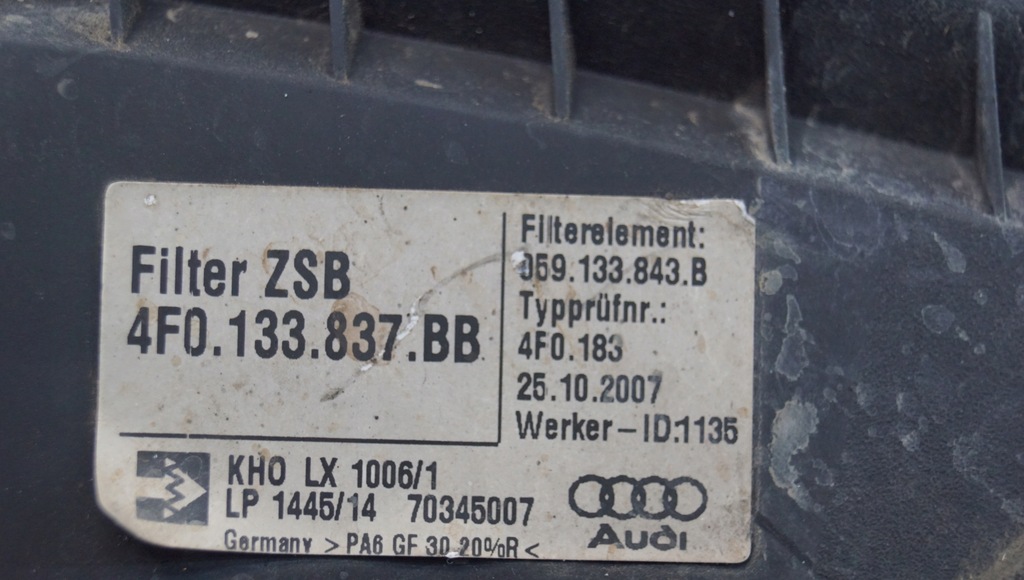 Filter ZSB
4F0.133.837.BB
Filterelement:
059.133.843.B
Typprüfnr.:
4F0.183
25.10.2007
Werker-ID:1135
KHO LX 1006/1
LP 1445/14 70345007
Germany >PA6 GF 30 20%R<
Audi